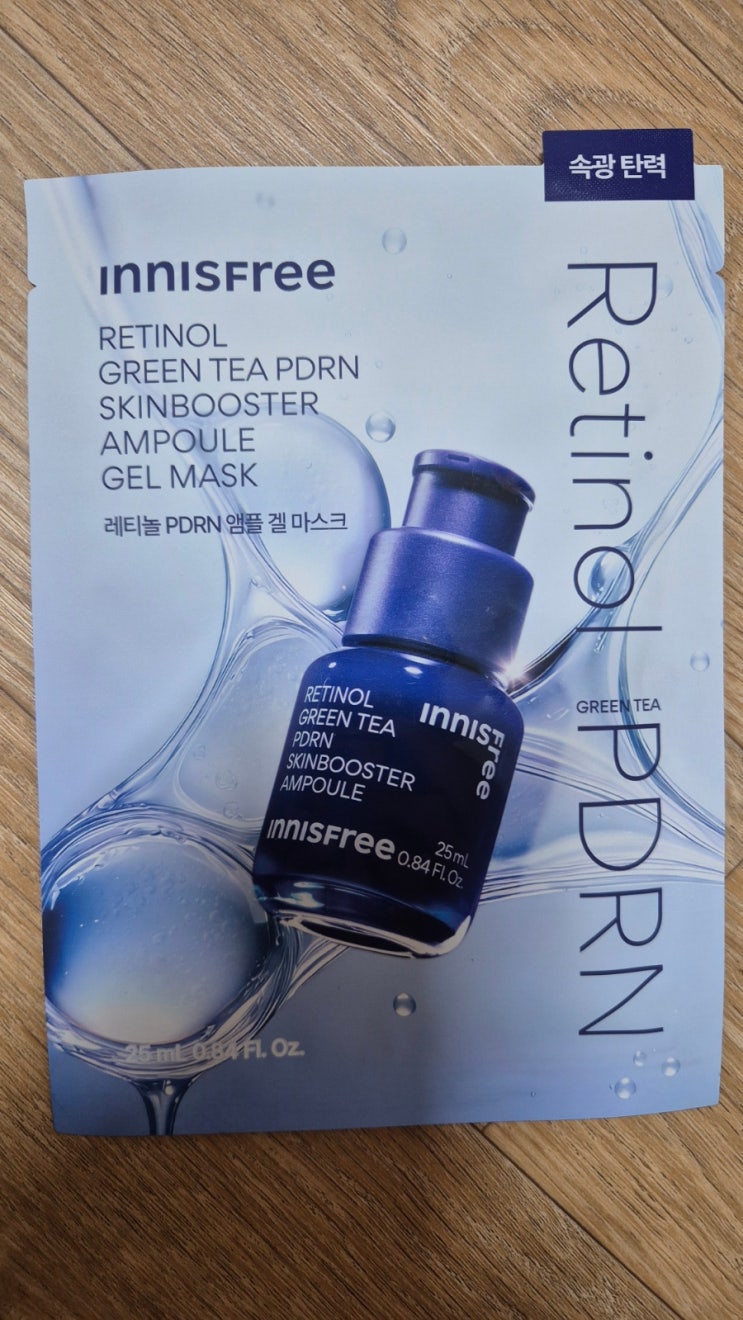 속광 탄력
innisfree
RETINOL
GREEN TEA PDRN
SKINBOOSTER
AMPOULE
GEL MASK
레티놀 PDRN 앰플 겔 마스크
Retinol
GREEN TEA
PDRN
RETINOL
GREEN TEA
PDRN
SKINBOOSTER
AMPOULE
innisfree
innisfree
25 mL
0.84 Fl. Oz.
25 mL 0.84 Fl. Oz.